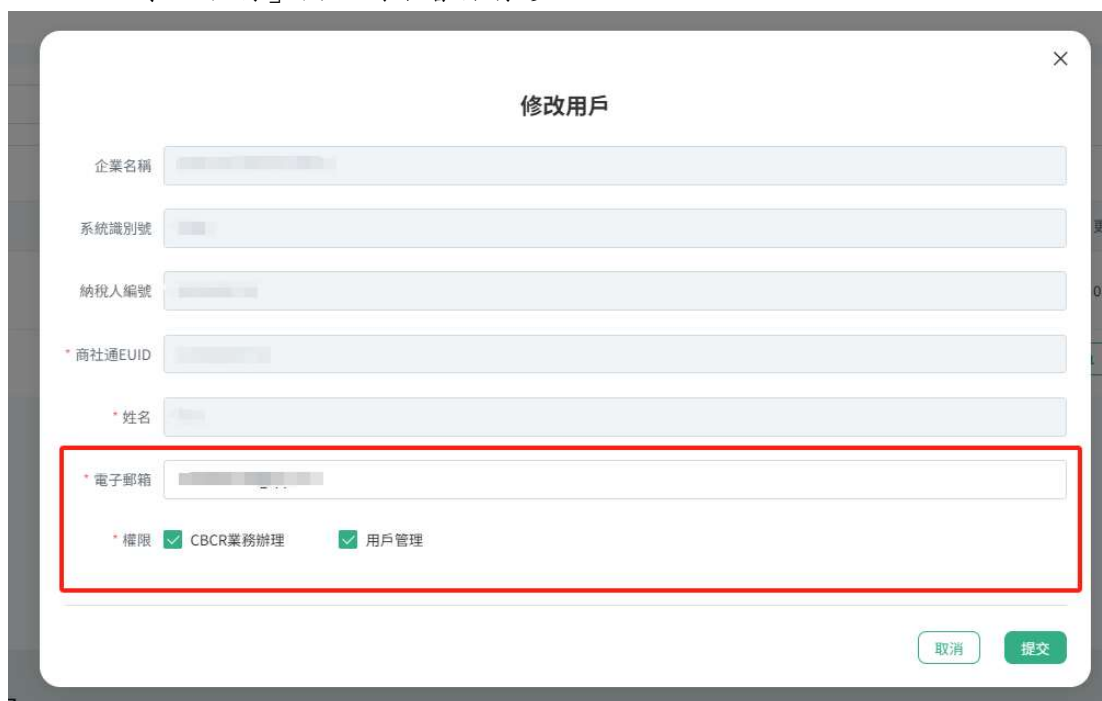 修改用戶
企業名稱
系統識別號
納稅人編號
* 商社通EUID
* 姓名
* 電子郵箱
* 權限 CBCR業務辦理 用戶管理
取消 提交